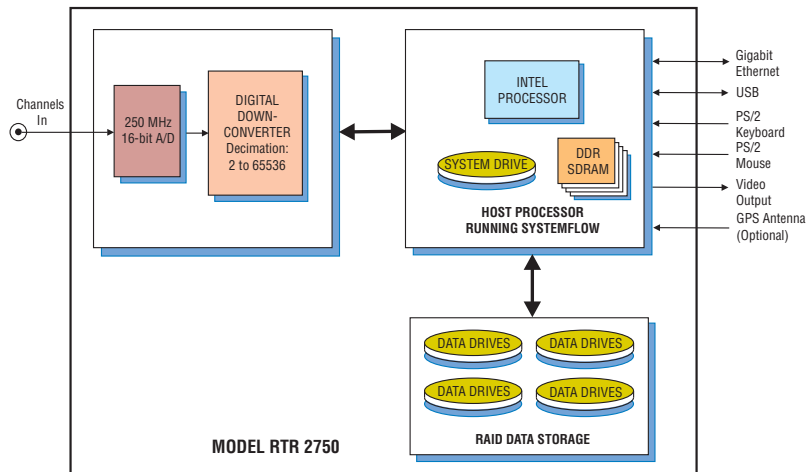 Channels
In
250 MHz
16-bit A/D
DIGITAL
DOWN-
CONVERTER
Decimation:
2 to 65536
INTEL
PROCESSOR
SYSTEM DRIVE
DDR
SDRAM
HOST PROCESSOR
RUNNING SYSTEMFLOW
Gigabit
Ethernet
USB
PS/2
Keyboard
PS/2
Mouse
Video
Output
GPS Antenna
(Optional)
DATA DRIVES
DATA DRIVES
DATA DRIVES
DATA DRIVES
RAID DATA STORAGE
MODEL RTR 2750